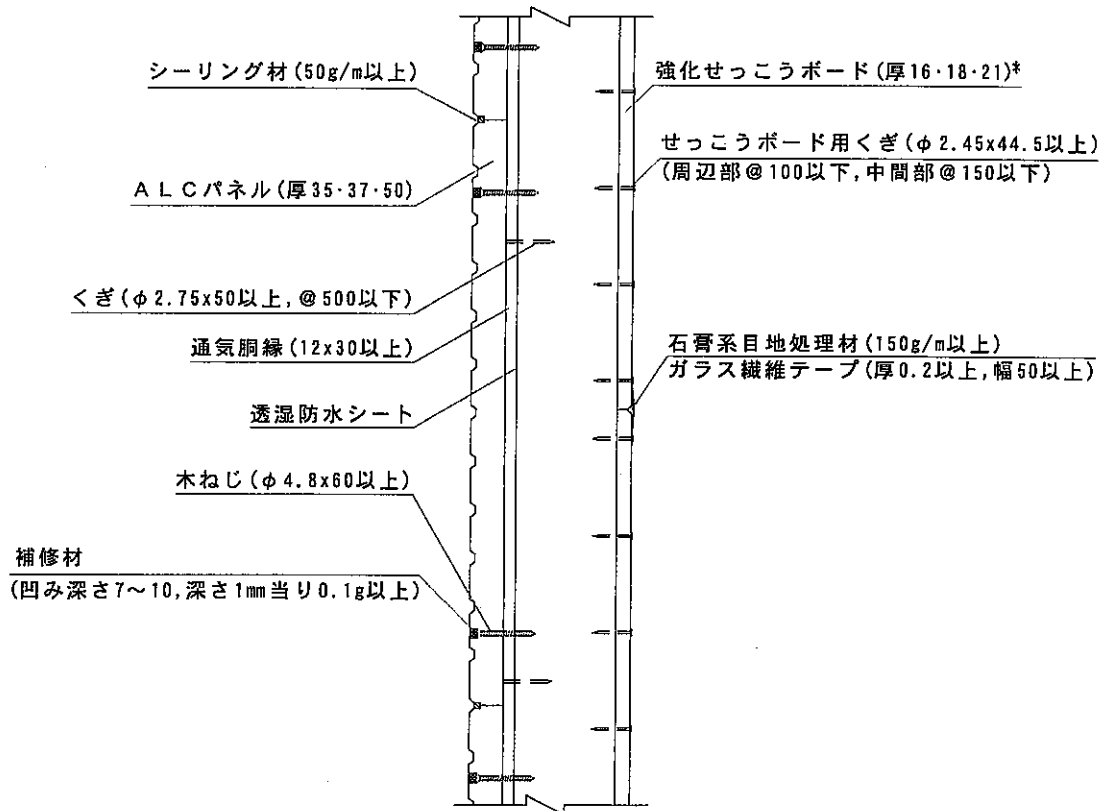 シーリング材(50g/m以上)
ALCパネル(厚35･37･50)
くぎ(φ2.75x50以上,@500以下)
通気胴縁(12x30以上)
透湿防水シート
木ねじ(φ4.8x60以上)
補修材
(凹み深さ7～10,深さ1mm当り0.1g以上)
強化せっこうボード(厚16･18･21)*
せっこうボード用くぎ(φ2.45x44.5以上)
(周辺部@100以下,中間部@150以下)
石膏系目地処理材(150g/m以上)
ガラス繊維テープ(厚0.2以上,幅50以上)